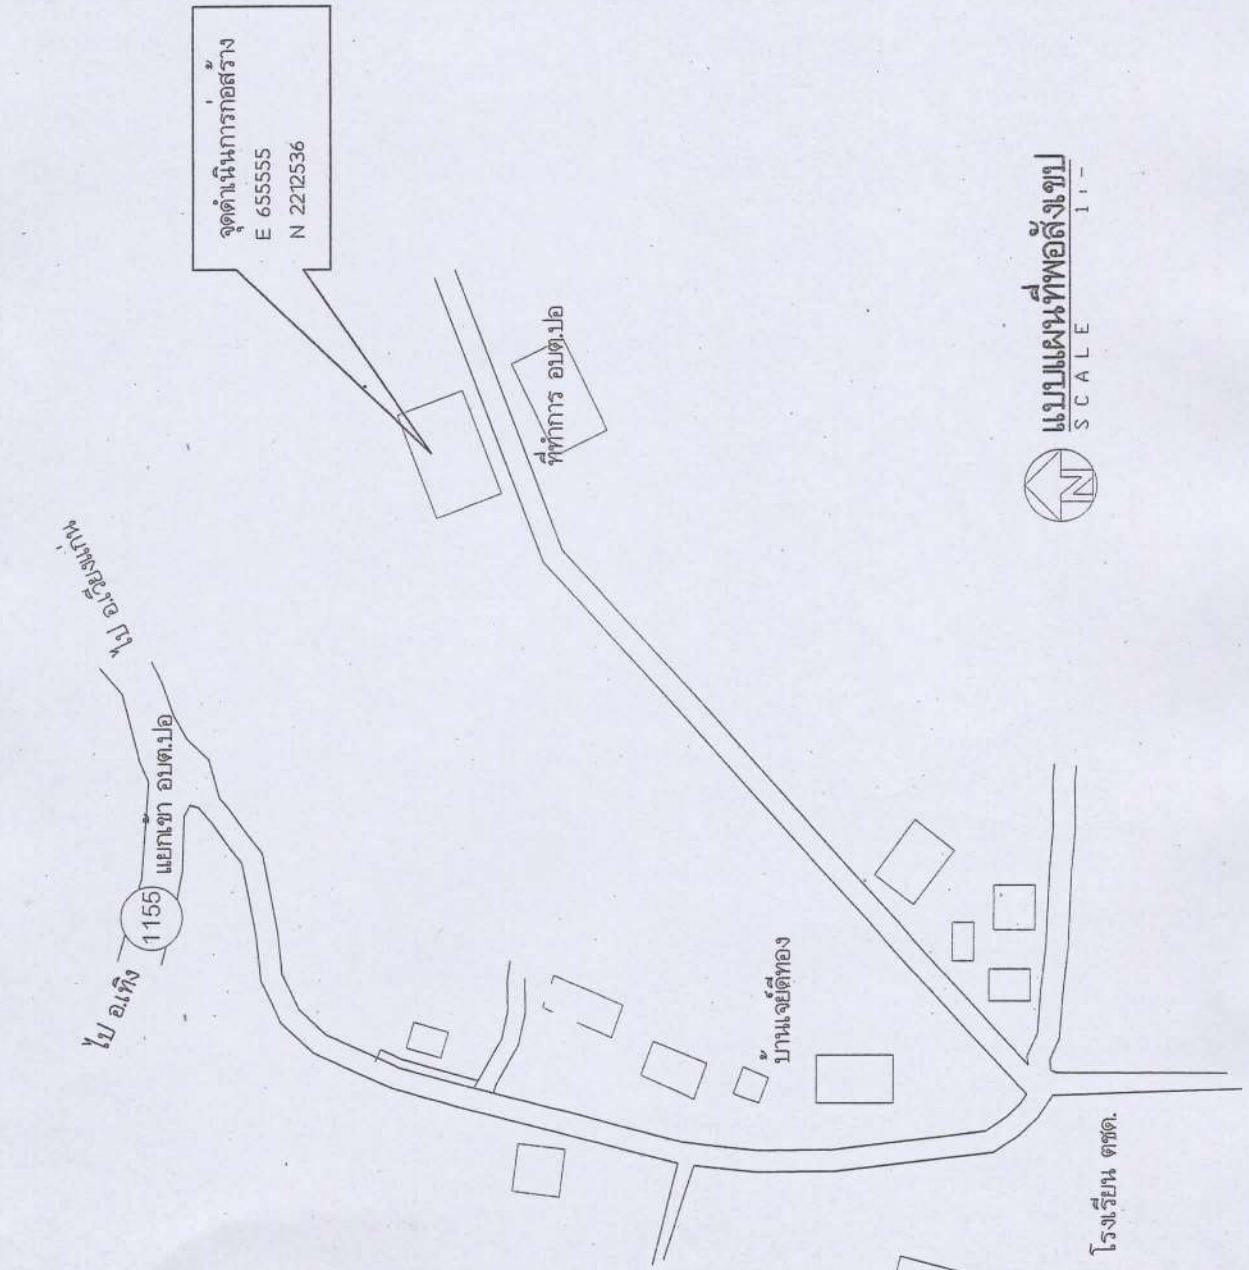 จุดดำเนินการก่อสร้าง
E 655555
N 2212536
ไป อ.เวียงแก่น
แยกเข้า อบต.ปอ
1155
ไป อ.เทิง
ที่ทำการ อบต.ปอ
บ้านเจย์ดีทอง
โรงเรียน ตชด.
N
แบบแผนที่พอสังเขป
SCALE 1:-